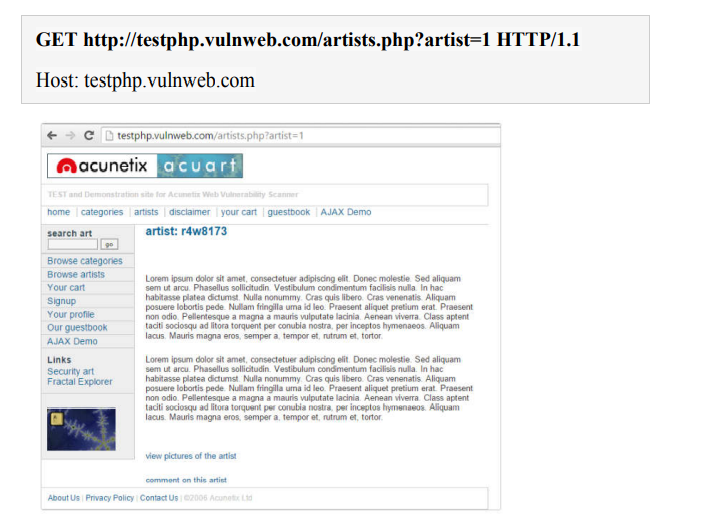 GET http://testphp.vulnweb.com/artists.php?artist=1 HTTP/1.1
Host: testphp.vulnweb.com
testphp.vulnweb.com/artists.php?artist=1
acunetix acuart
TEST and Demonstration site for Acunetix Web Vulnerability Scanner
home | categories | artists | disclaimer | your cart | guestbook | AJAX Demo
search art
go
Browse categories
Browse artists
Your cart
Signup
Your profile
Our guestbook
AJAX Demo
Links
Security art
Fractal Explorer
artist: r4w8173
Lorem ipsum dolor sit amet, consectetuer adipiscing elit. Donec molestie. Sed aliquam
sem ut arcu. Phasellus sollicitudin. Vestibulum condimentum facilisis nulla. In hac
habitasse platea dictumst. Nulla nonummy. Cras quis libero. Cras venenatis. Aliquam
posuere lobortis pede. Nullam fringilla urna id leo. Praesent aliquet pretium erat. Praesent
non odio. Pellentesque a magna a mauris vulputate lacinia. Aenean viverra. Class aptent
taciti sociosqu ad litora torquent per conubia nostra, per inceptos hymenaeos. Aliquam
lacus. Mauris magna eros, semper a, tempor et, rutrum et, tortor.
Lorem ipsum dolor sit amet, consectetuer adipiscing elit. Donec molestie. Sed aliquam
sem ut arcu. Phasellus sollicitudin. Vestibulum condimentum facilisis nulla. In hac
habitasse platea dictumst. Nulla nonummy. Cras quis libero. Cras venenatis. Aliquam
posuere lobortis pede. Nullam fringilla urna id leo. Praesent aliquet pretium erat. Praesent
non odio. Pellentesque a magna a mauris vulputate lacinia. Aenean viverra. Class aptent
taciti sociosqu ad litora torquent per conubia nostra, per inceptos hymenaeos. Aliquam
lacus. Mauris magna eros, semper a, tempor et, rutrum et, tortor.
view pictures of the artist
comment on this artist
About Us | Privacy Policy | Contact Us | ©2006 Acunetix Ltd